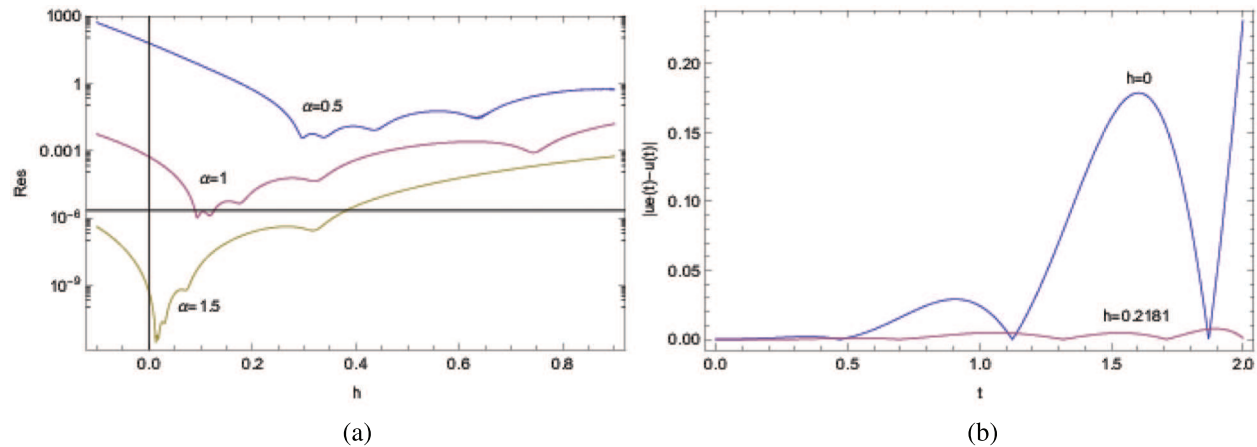 1000
1
0.001
10⁻⁶
10⁻⁹
Res
α=0.5
α=1
α= 1.5
0.0 0.2 0.4 0.6 0.8
h
(a)
0.20
0.15
0.10
0.05
0.00
|ue(t)−u(t)|
h=0
h=0.2181
0.0 0.5 1.0 1.5 2.0
t
(b)